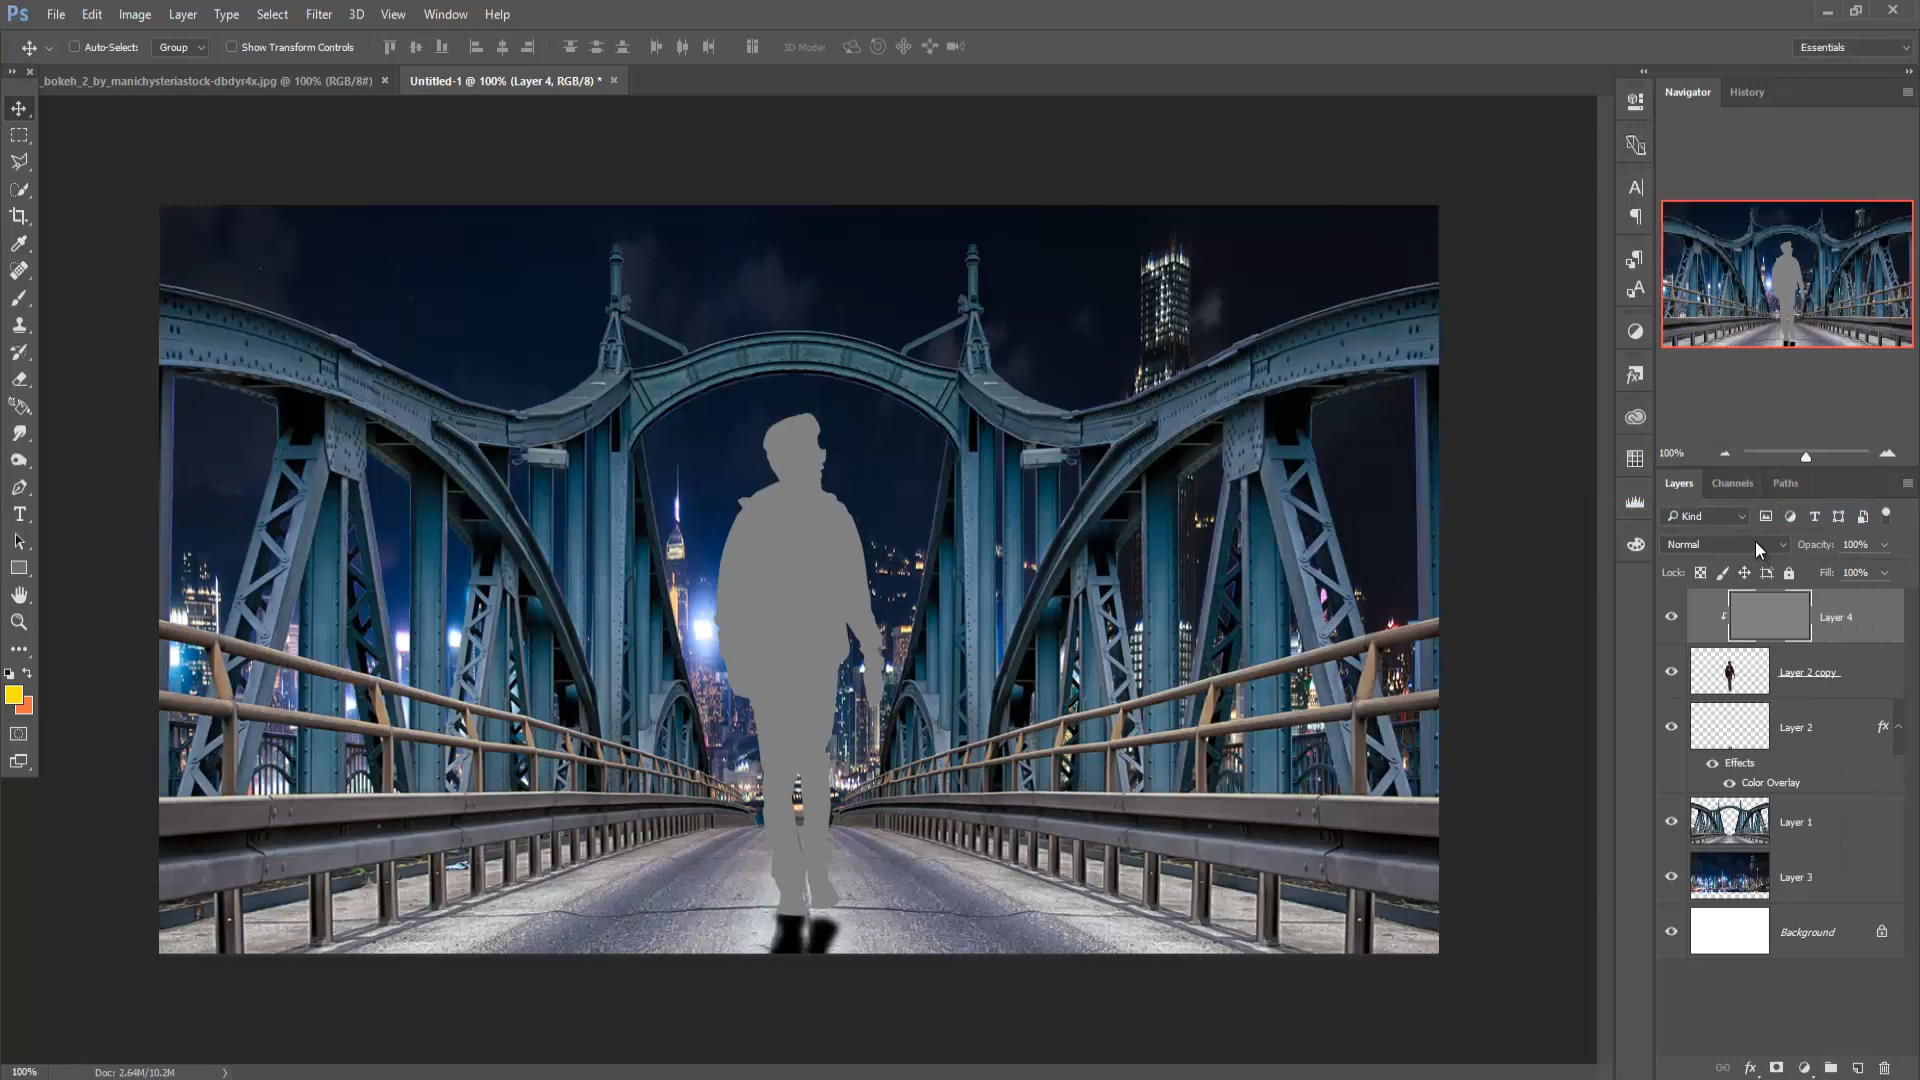 Ps File Edit Image Layer Type Select Filter 3D View Window Help
Auto-Select: Group Show Transform Controls 3D Mode: Essentials
_bokeh_2_by_manichysteriastock-dbdyr4x.jpg @ 100% (RGB/8#) × Untitled-1 @ 100% (Layer 4, RGB/8) * ×
Navigator History
100%
Layers Channels Paths
Kind
Normal Opacity: 100%
Lock: Fill: 100%
Layer 4
Layer 2 copy
Layer 2 fx
Effects
Color Overlay
Layer 1
Layer 3
Background
100% Doc: 2.64M/10.2M